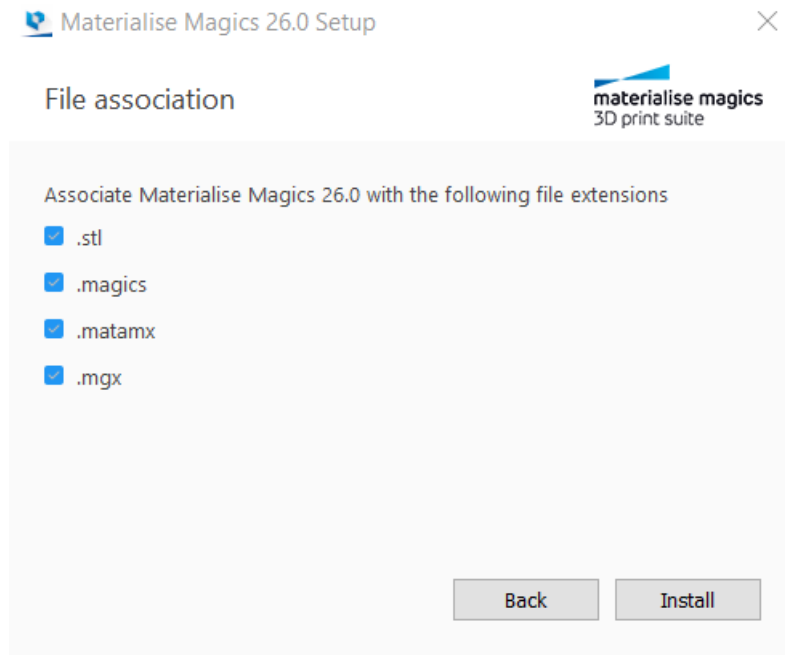 Materialise Magics 26.0 Setup
File association
materialise magics
3D print suite
Associate Materialise Magics 26.0 with the following file extensions
.stl
.magics
.matamx
.mgx
Back
Install